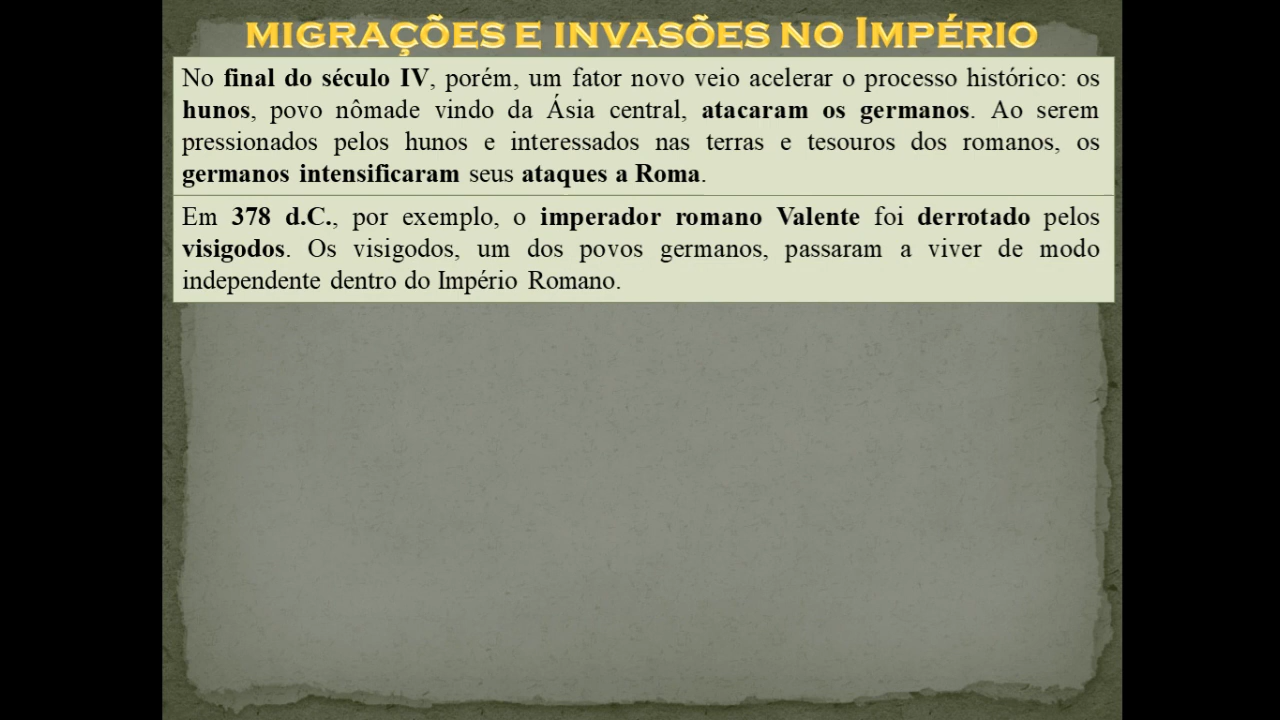 MIGRAÇÕES E INVASÕES NO IMPÉRIO
No final do século IV, porém, um fator novo veio acelerar o processo histórico: os
hunos, povo nômade vindo da Ásia central, atacaram os germanos. Ao serem
pressionados pelos hunos e interessados nas terras e tesouros dos romanos, os
germanos intensificaram seus ataques a Roma.
Em 378 d.C., por exemplo, o imperador romano Valente foi derrotado pelos
visigodos. Os visigodos, um dos povos germanos, passaram a viver de modo
independente dentro do Império Romano.